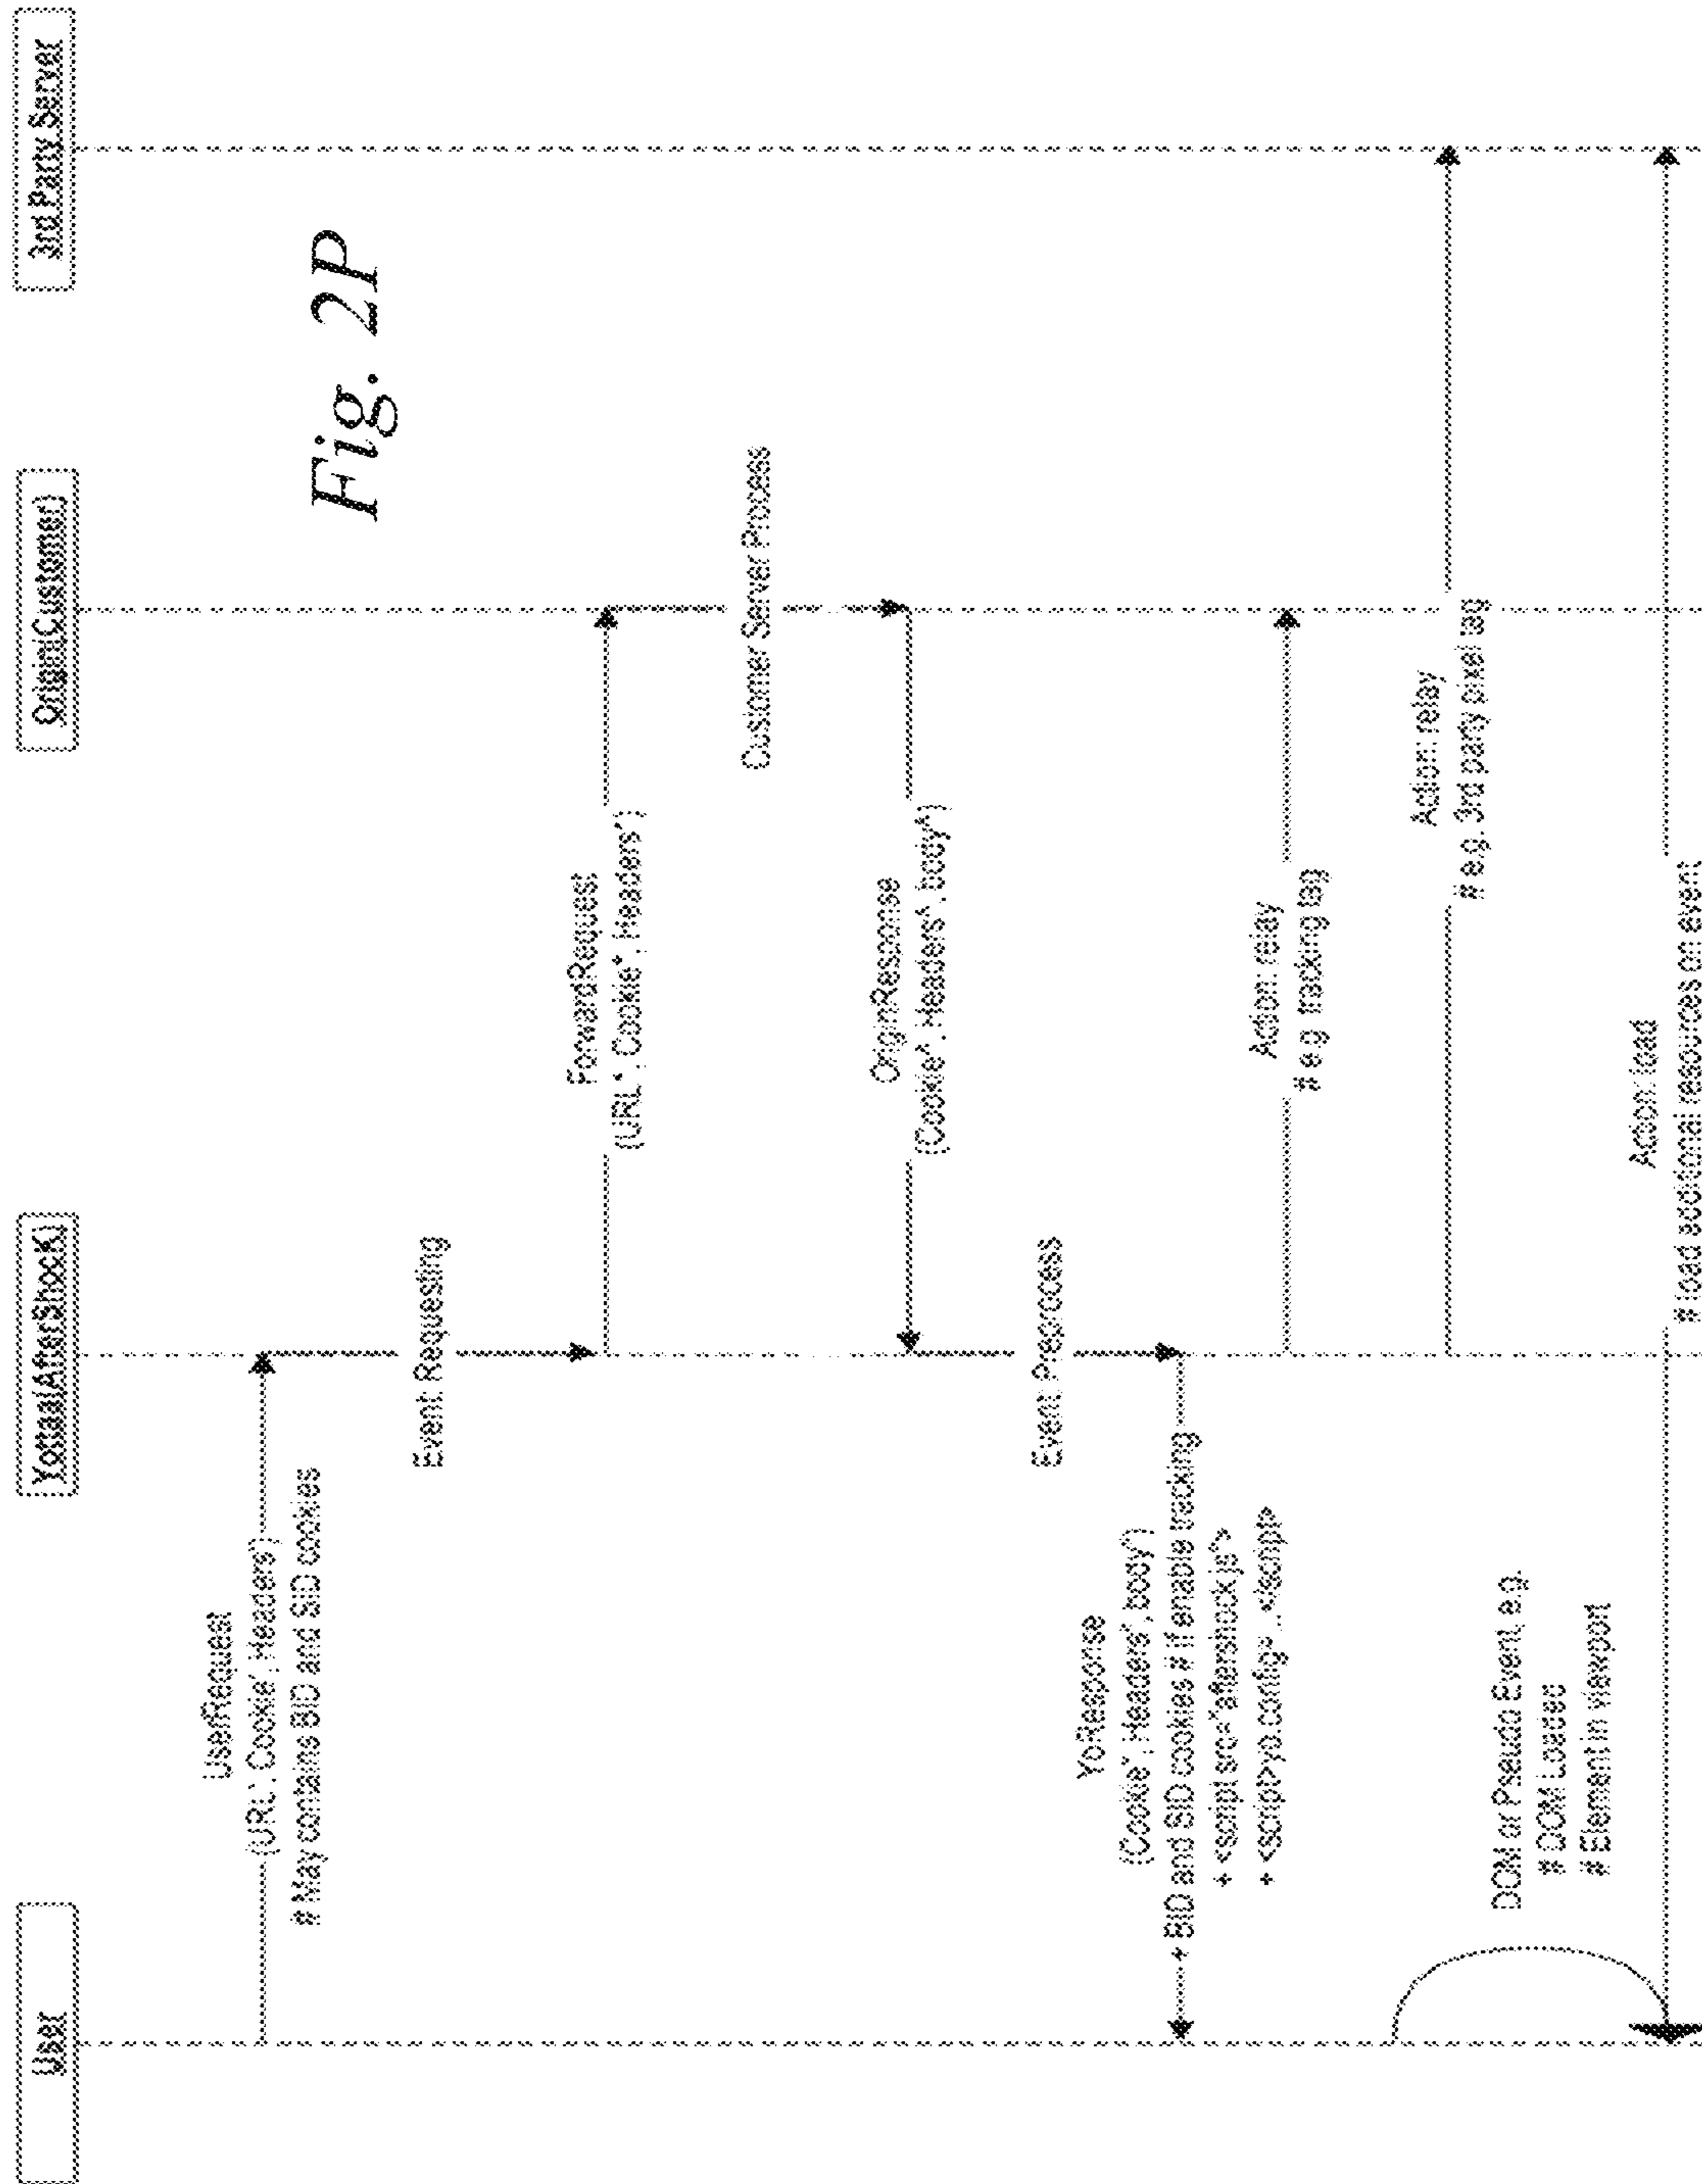 User
Yottaa(AfterShocK)
Origin(Customer)
3rd Party Server
Fig. 2P
UserRequest
(URL', Cookie', Headers')
# May contains BID and SID cookies
Event: Requesting
ForwardRequest
(URL*, Cookie*, Headers*)
Customer Server Process
OriginResponse
(Cookie^, Headers^, body^)
Event: Preprocess
YoResponse
(Cookie", Headers", body")
+ BID and SID cookies # if enable tracking
+ <script src="aftershock.js">
+ <script>yo.config=...</script>
Action: relay
# e.g. tracking tag
DOM or Pseudo Event, e.g.
# DOM Loaded
# Element in viewport
Action: relay
# e.g. 3rd party pixel tag
Action: load
# load additional resources on event